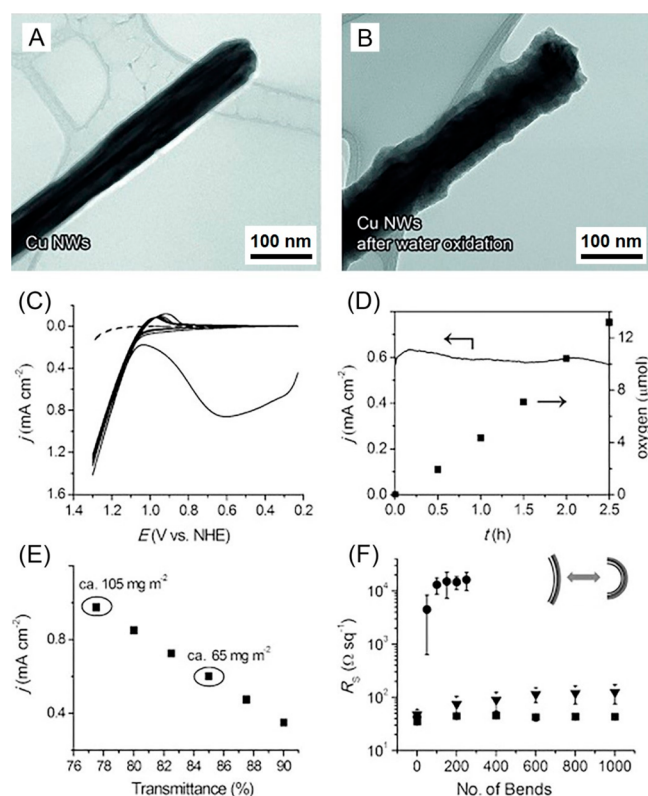 A
Cu NWs
100 nm
B
Cu NWs
after water oxidation
100 nm
(C)
0.0
0.4
0.8
1.2
1.6
j (mA cm⁻²)
1.4 1.2 1.0 0.8 0.6 0.4 0.2
E (V vs. NHE)
(D)
0.8
0.6
0.4
0.2
0.0
j (mA cm⁻²)
12
8
4
0
oxygen (μmol)
0.0 0.5 1.0 1.5 2.0 2.5
t (h)
(E)
ca. 105 mg m⁻²
ca. 65 mg m⁻²
0.8
0.4
j (mA cm⁻²)
76 78 80 82 84 86 88 90
Transmittance (%)
(F)
10⁴
10³
10²
10¹
Rₛ (Ω sq⁻¹)
0 200 400 600 800 1000
No. of Bends